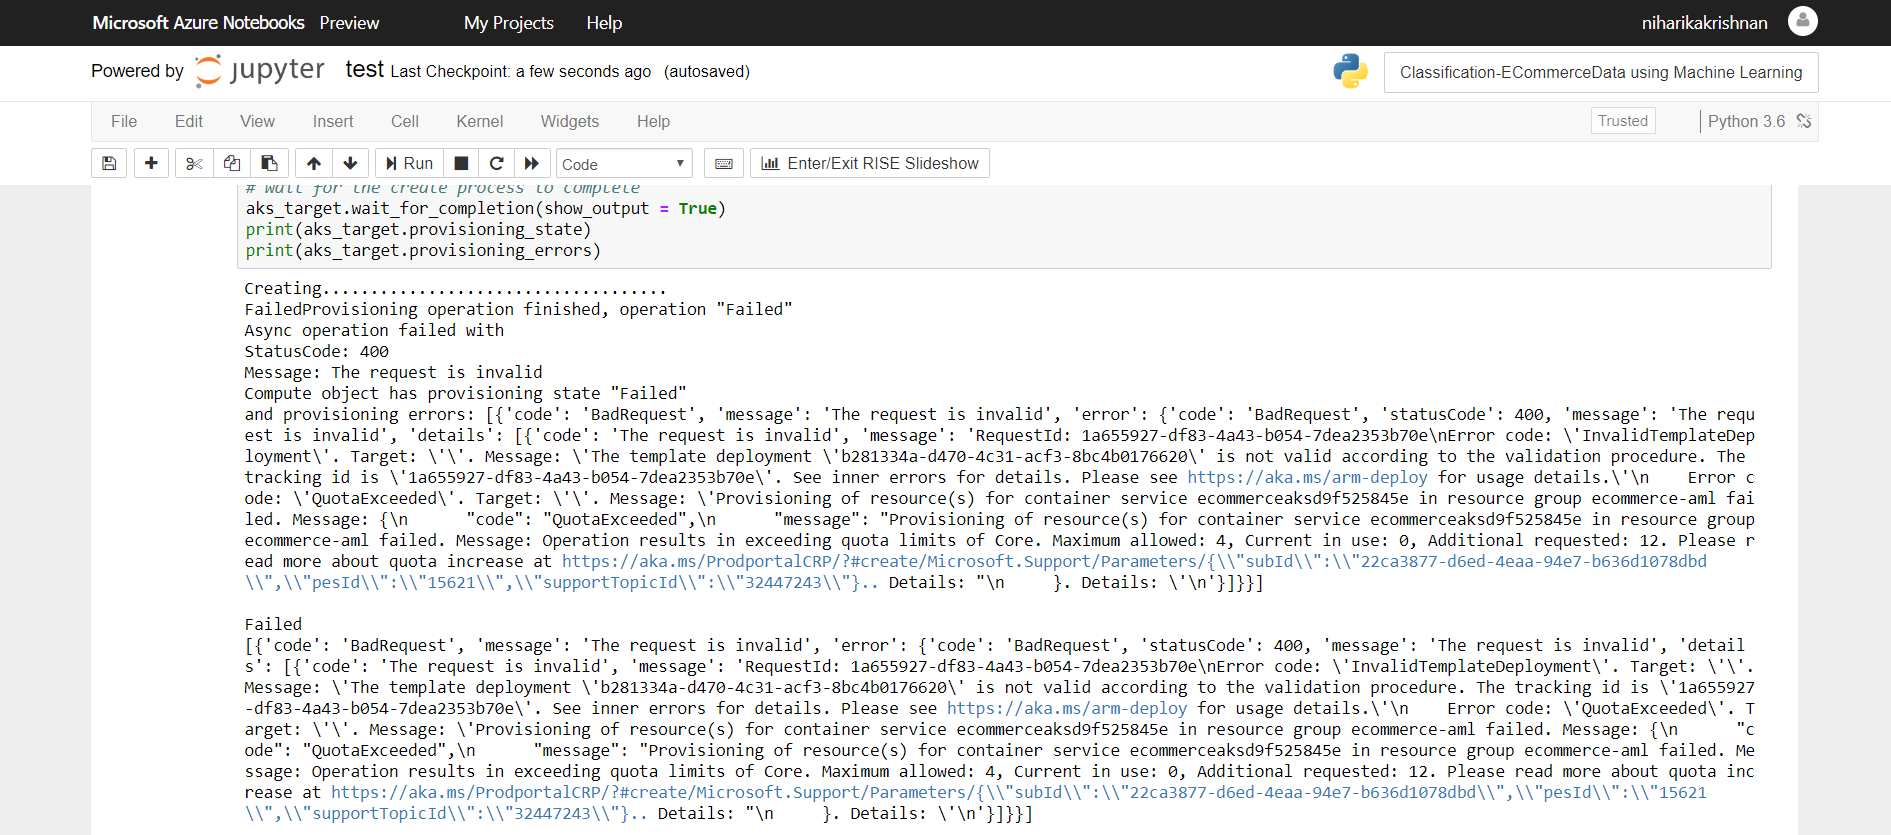 Microsoft Azure Notebooks Preview My Projects Help niharikakrishnan
Powered by jupyter test Last Checkpoint: a few seconds ago (autosaved) Classification-ECommerceData using Machine Learning
File Edit View Insert Cell Kernel Widgets Help Trusted Python 3.6
Run Code Enter/Exit RISE Slideshow
# wait for the create process to complete
aks_target.wait_for_completion(show_output = True)
print(aks_target.provisioning_state)
print(aks_target.provisioning_errors)
Creating....................................
FailedProvisioning operation finished, operation "Failed"
Async operation failed with
StatusCode: 400
Message: The request is invalid
Compute object has provisioning state "Failed"
and provisioning errors: [{'code': 'BadRequest', 'message': 'The request is invalid', 'error': {'code': 'BadRequest', 'statusCode': 400, 'message': 'The requ
est is invalid', 'details': [{'code': 'The request is invalid', 'message': 'RequestId: 1a655927-df83-4a43-b054-7dea2353b70e\nError code: \'InvalidTemplateDep
loyment\'. Target: \'\'. Message: \'The template deployment \'b281334a-d470-4c31-acf3-8bc4b0176620\' is not valid according to the validation procedure. The
tracking id is \'1a655927-df83-4a43-b054-7dea2353b70e\'. See inner errors for details. Please see https://aka.ms/arm-deploy for usage details.\'\n    Error c
ode: \'QuotaExceeded\'. Target: \'\'. Message: \'Provisioning of resource(s) for container service ecommerceaksd9f525845e in resource group ecommerce-aml fai
led. Message: {\n      "code": "QuotaExceeded",\n      "message": "Provisioning of resource(s) for container service ecommerceaksd9f525845e in resource group
ecommerce-aml failed. Message: Operation results in exceeding quota limits of Core. Maximum allowed: 4, Current in use: 0, Additional requested: 12. Please r
ead more about quota increase at https://aka.ms/ProdportalCRP/?#create/Microsoft.Support/Parameters/{\\"subId\\":\\"22ca3877-d6ed-4eaa-94e7-b636d1078dbd
\\",\\"pesId\\":\\"15621\\",\\"supportTopicId\\":\\"32447243\\"}.. Details: "\n     }. Details: \'\n'}]}}]
Failed
[{'code': 'BadRequest', 'message': 'The request is invalid', 'error': {'code': 'BadRequest', 'statusCode': 400, 'message': 'The request is invalid', 'detail
s': [{'code': 'The request is invalid', 'message': 'RequestId: 1a655927-df83-4a43-b054-7dea2353b70e\nError code: \'InvalidTemplateDeployment\'. Target: \'\'.
Message: \'The template deployment \'b281334a-d470-4c31-acf3-8bc4b0176620\' is not valid according to the validation procedure. The tracking id is \'1a655927
-df83-4a43-b054-7dea2353b70e\'. See inner errors for details. Please see https://aka.ms/arm-deploy for usage details.\'\n    Error code: \'QuotaExceeded\'. T
arget: \'\'. Message: \'Provisioning of resource(s) for container service ecommerceaksd9f525845e in resource group ecommerce-aml failed. Message: {\n      "c
ode": "QuotaExceeded",\n      "message": "Provisioning of resource(s) for container service ecommerceaksd9f525845e in resource group ecommerce-aml failed. Me
ssage: Operation results in exceeding quota limits of Core. Maximum allowed: 4, Current in use: 0, Additional requested: 12. Please read more about quota inc
rease at https://aka.ms/ProdportalCRP/?#create/Microsoft.Support/Parameters/{\\"subId\\":\\"22ca3877-d6ed-4eaa-94e7-b636d1078dbd\\",\\"pesId\\":\\"15621
\\",\\"supportTopicId\\":\\"32447243\\"}.. Details: "\n     }. Details: \'\n'}]}}]